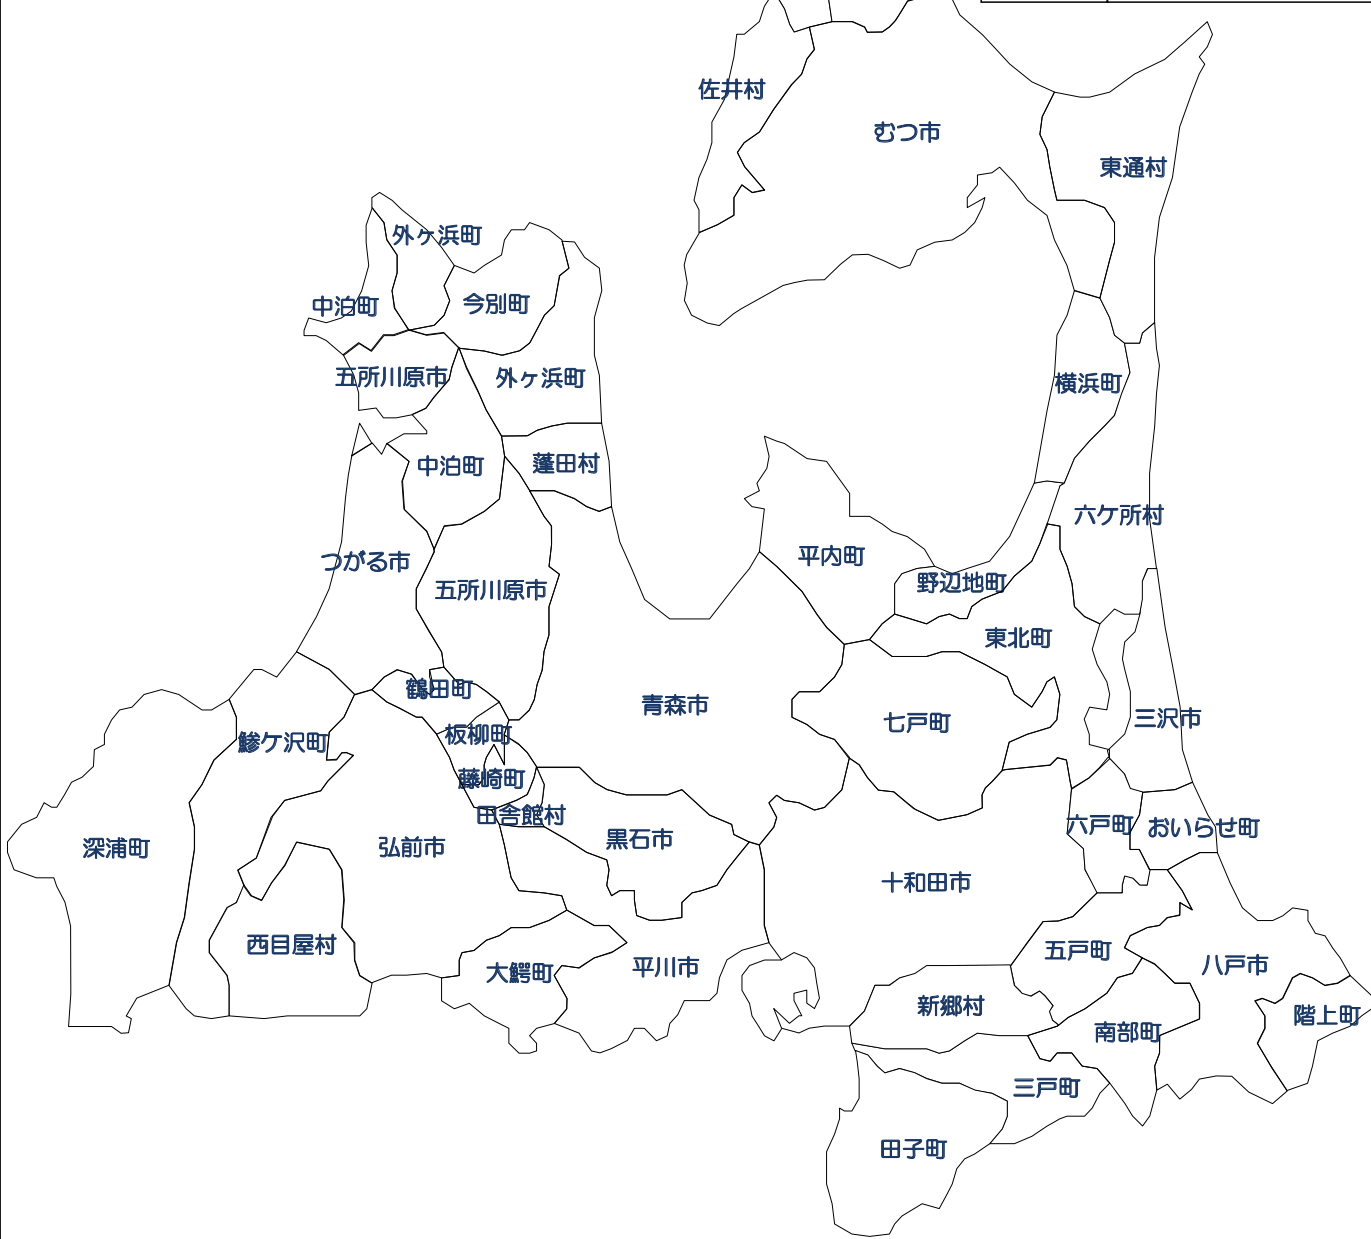 佐井村
むつ市
東通村
外ヶ浜町
中泊町
今別町
五所川原市
外ヶ浜町
横浜町
中泊町
蓬田村
六ケ所村
つがる市
平内町
野辺地町
五所川原市
東北町
鶴田町
青森市
三沢市
七戸町
板柳町
鰺ケ沢町
藤崎町
田舎館村
六戸町
おいらせ町
黒石市
深浦町
弘前市
十和田市
西目屋村
五戸町
八戸市
大鰐町
平川市
新郷村
階上町
南部町
三戸町
田子町